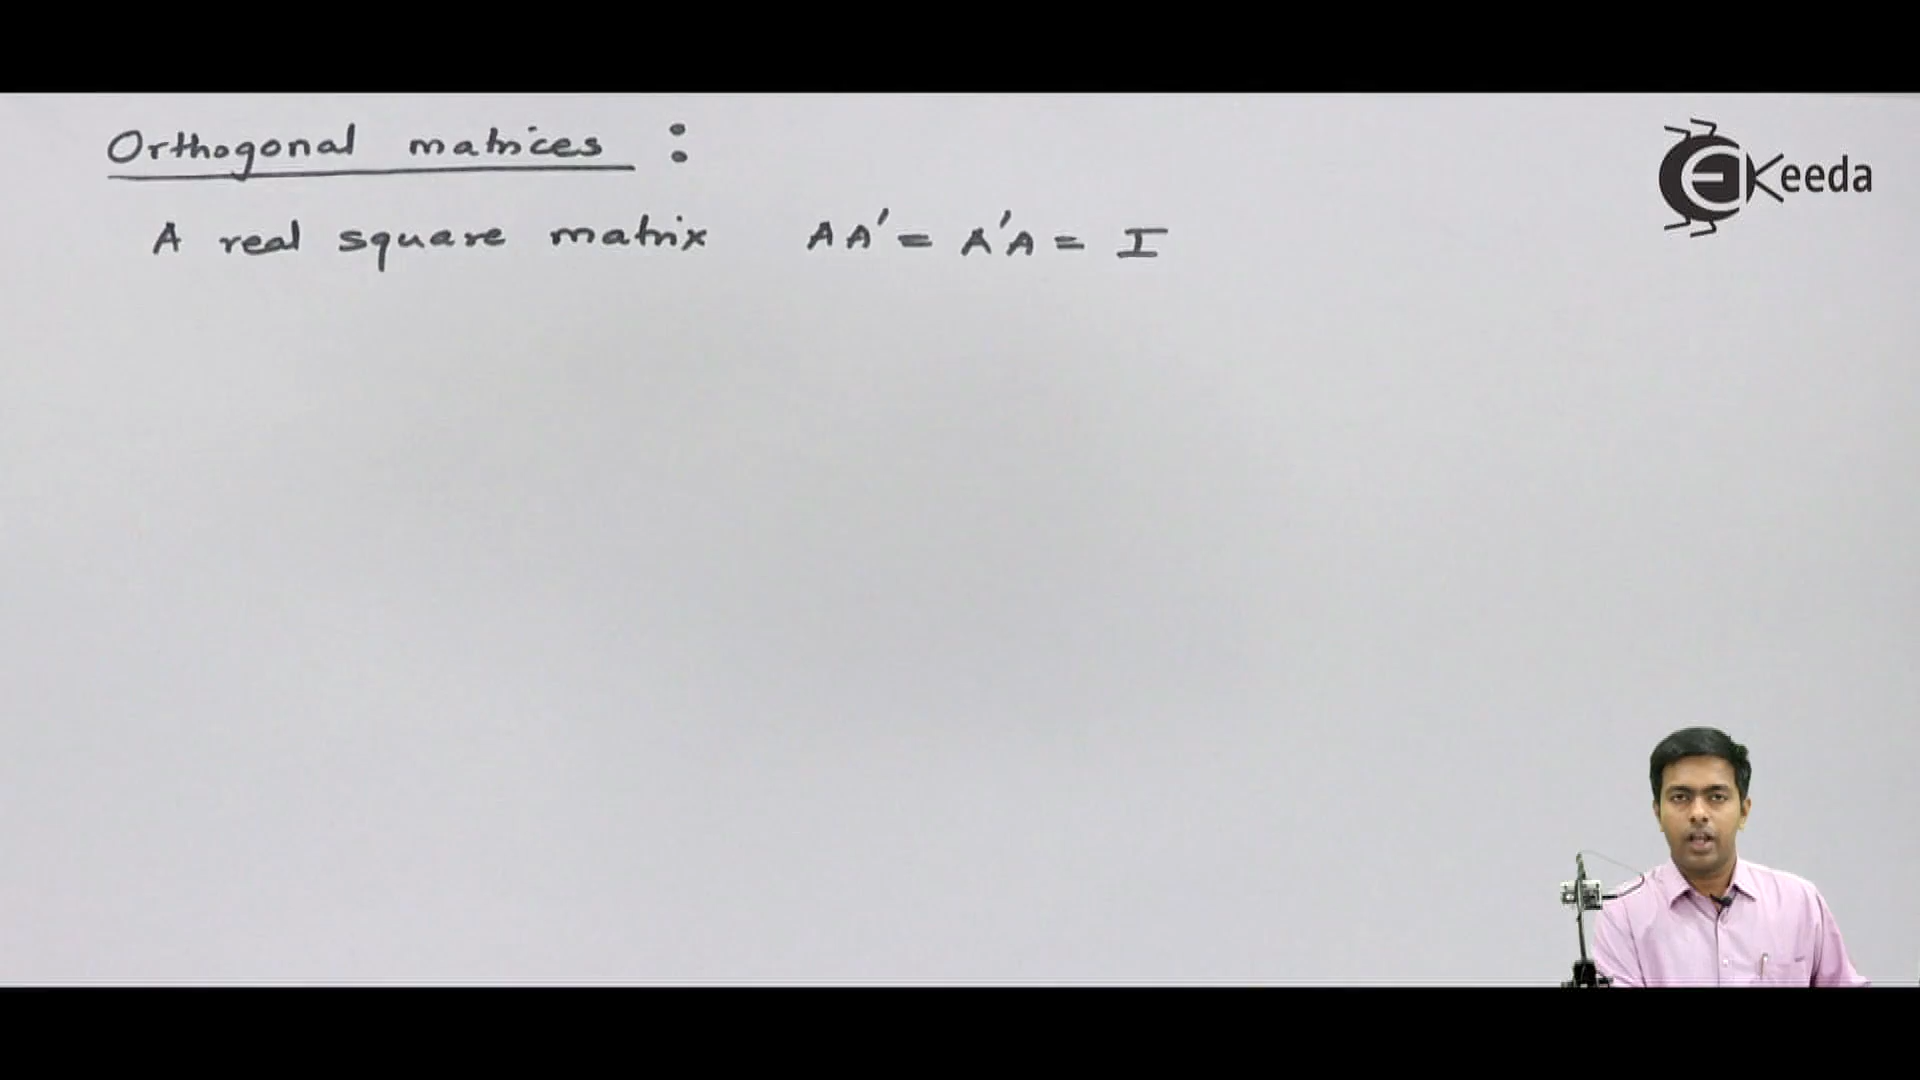 Orthogonal matrices :
A real square matrix AA' = A'A = I
EKeeda